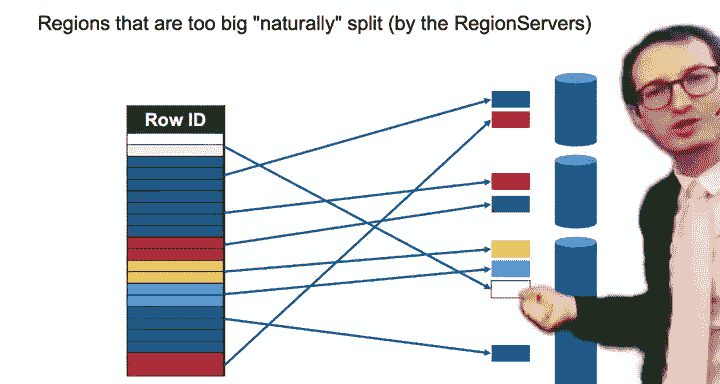 Regions that are too big "naturally" split (by the RegionServers)
Row ID